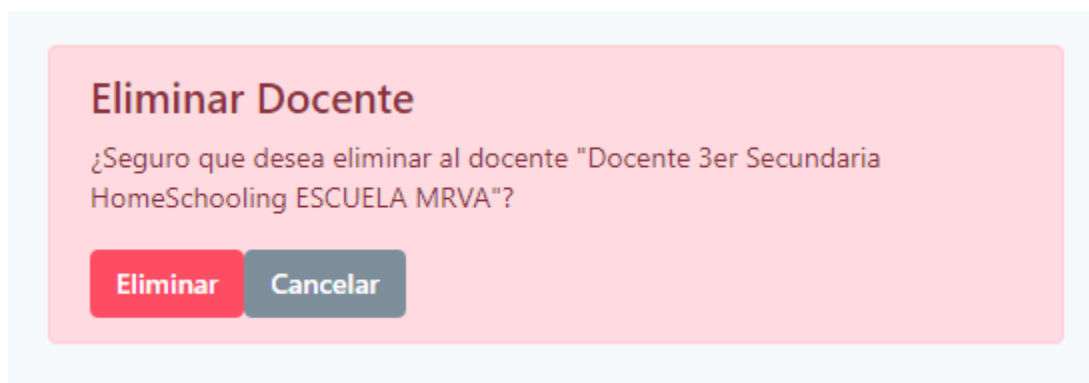 Eliminar Docente
¿Seguro que desea eliminar al docente "Docente 3er Secundaria
HomeSchooling ESCUELA MRVA"?
Eliminar Cancelar